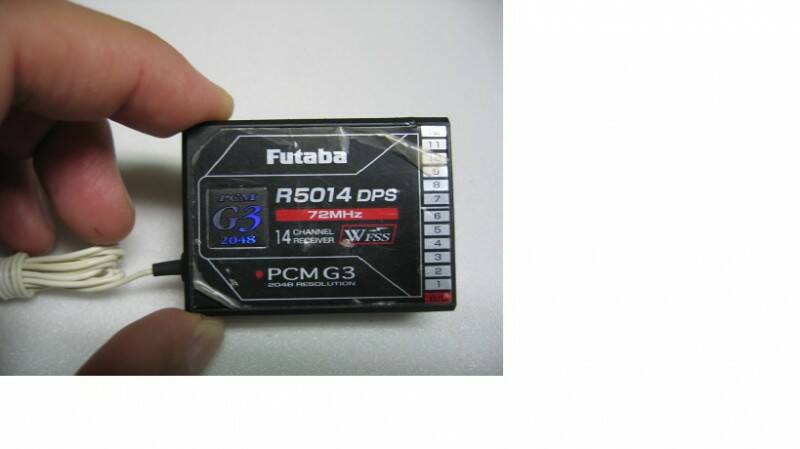 Futaba
R5014 DPS
72MHz
PCM
G3
2048
14 CHANNEL
RECEIVER
WFSS
PCM G3
2048 RESOLUTION
12
11
10
9
8
7
6
5
4
3
2
1